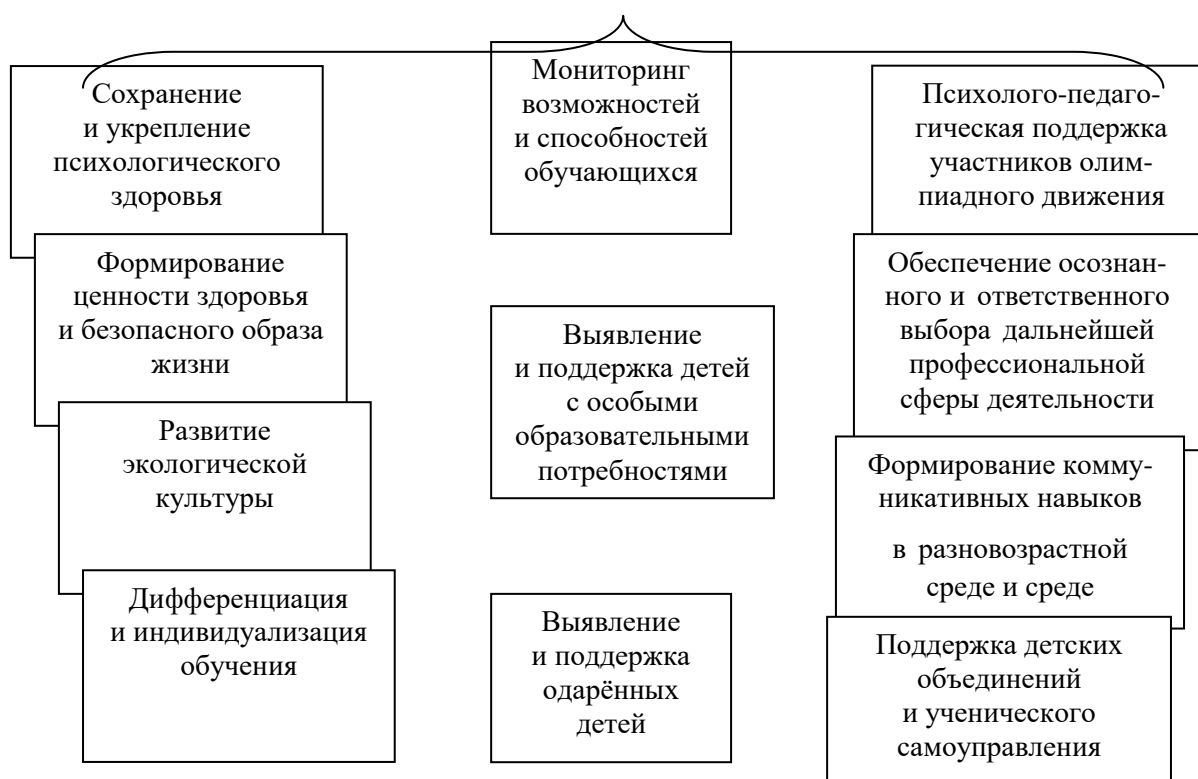 Сохранение
и укрепление
психологического
здоровья
Формирование
ценности здоровья
и безопасного образа
жизни
Развитие
экологической
культуры
Дифференциация
и индивидуализация
обучения
Мониторинг
возможностей
и способностей
обучающихся
Выявление
и поддержка детей
с особыми
образовательными
потребностями
Выявление
и поддержка
одарённых
детей
Психолого-педаго-
гическая поддержка
участников олим-
пиадного движения
Обеспечение осознан-
ного и ответственного
выбора дальнейшей
профессиональной
сферы деятельности
Формирование комму-
никативных навыков
в разновозрастной
среде и среде
Поддержка детских
объединений
и ученического
самоуправления